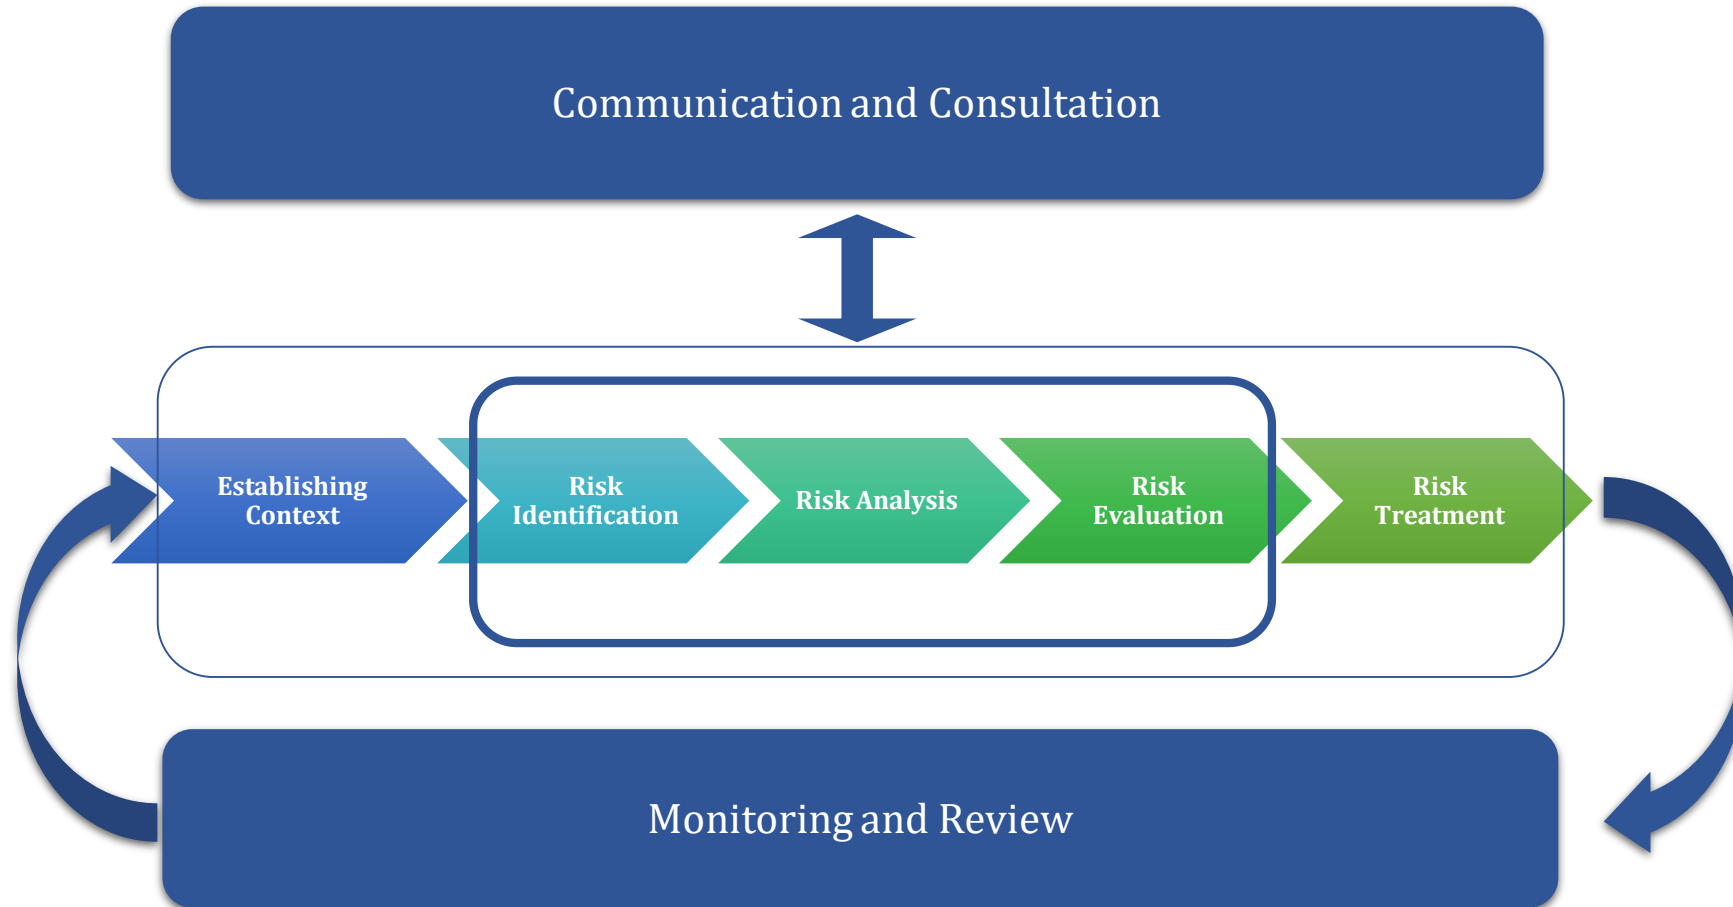 Communication and Consultation
Establishing
Context
Risk
Identification
Risk Analysis
Risk
Evaluation
Risk
Treatment
Monitoring and Review